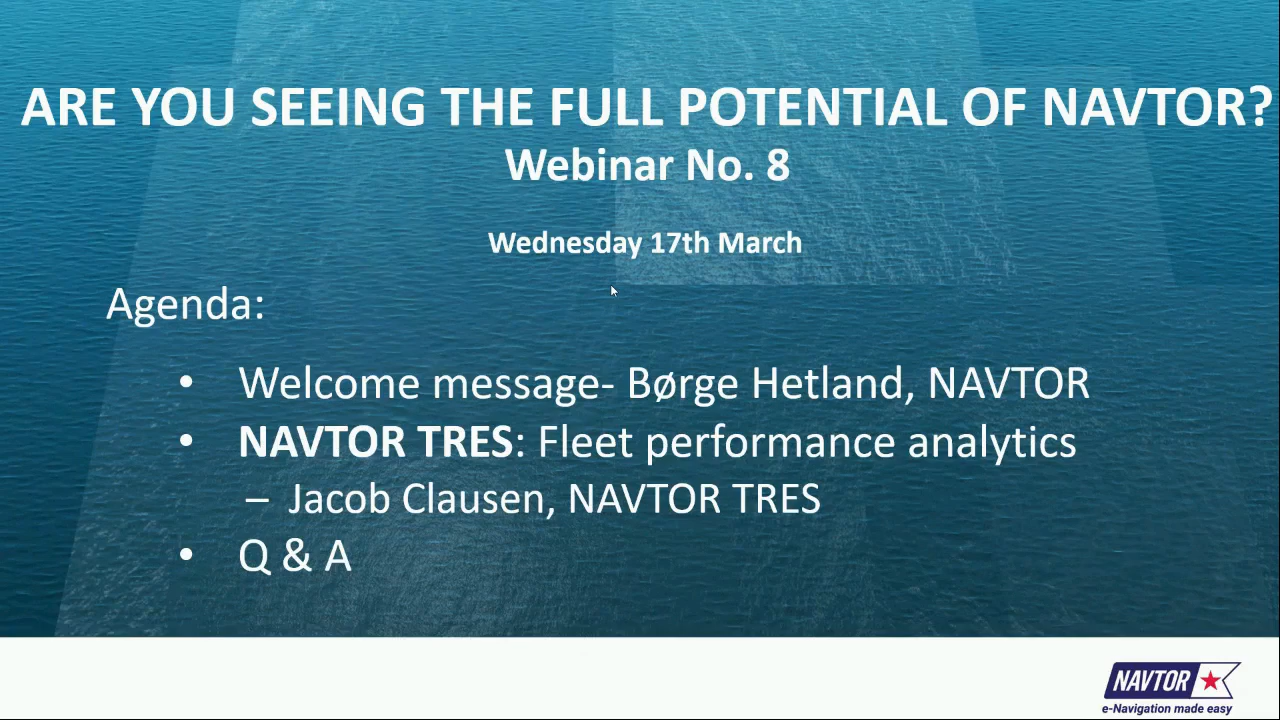 ARE YOU SEEING THE FULL POTENTIAL OF NAVTOR?
Webinar No. 8
Wednesday 17th March
Agenda:
• Welcome message- Børge Hetland, NAVTOR
• NAVTOR TRES: Fleet performance analytics
– Jacob Clausen, NAVTOR TRES
• Q & A
NAVTOR
e-Navigation made easy